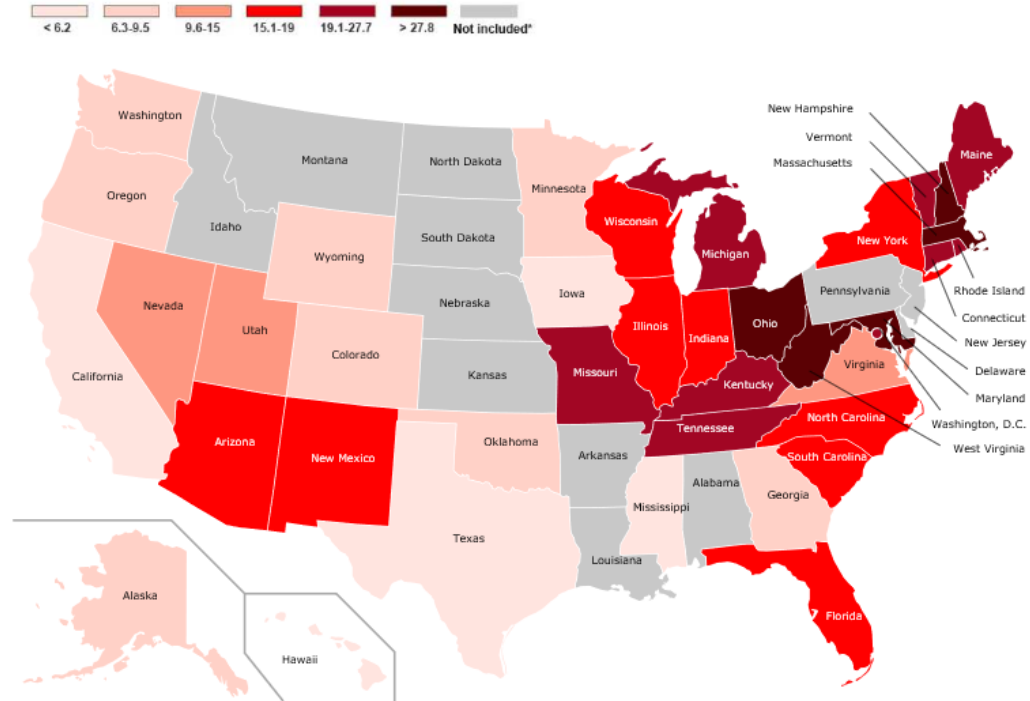 < 6.2 6.3-9.5 9.6-15 15.1-19 19.1-27.7 > 27.8 Not included*
Washington
Montana
North Dakota
Minnesota
New Hampshire
Vermont
Massachusetts
Maine
Oregon
Idaho
South Dakota
Wisconsin
Michigan
New York
Wyoming
Nebraska
Iowa
Pennsylvania
Rhode Island
Connecticut
New Jersey
Delaware
Maryland
Washington, D.C.
West Virginia
Nevada
Utah
Colorado
Kansas
Illinois
Indiana
Ohio
Virginia
California
Missouri
Kentucky
Tennessee
North Carolina
South Carolina
Arizona
New Mexico
Oklahoma
Arkansas
Mississippi
Alabama
Georgia
Texas
Louisiana
Florida
Alaska
Hawaii